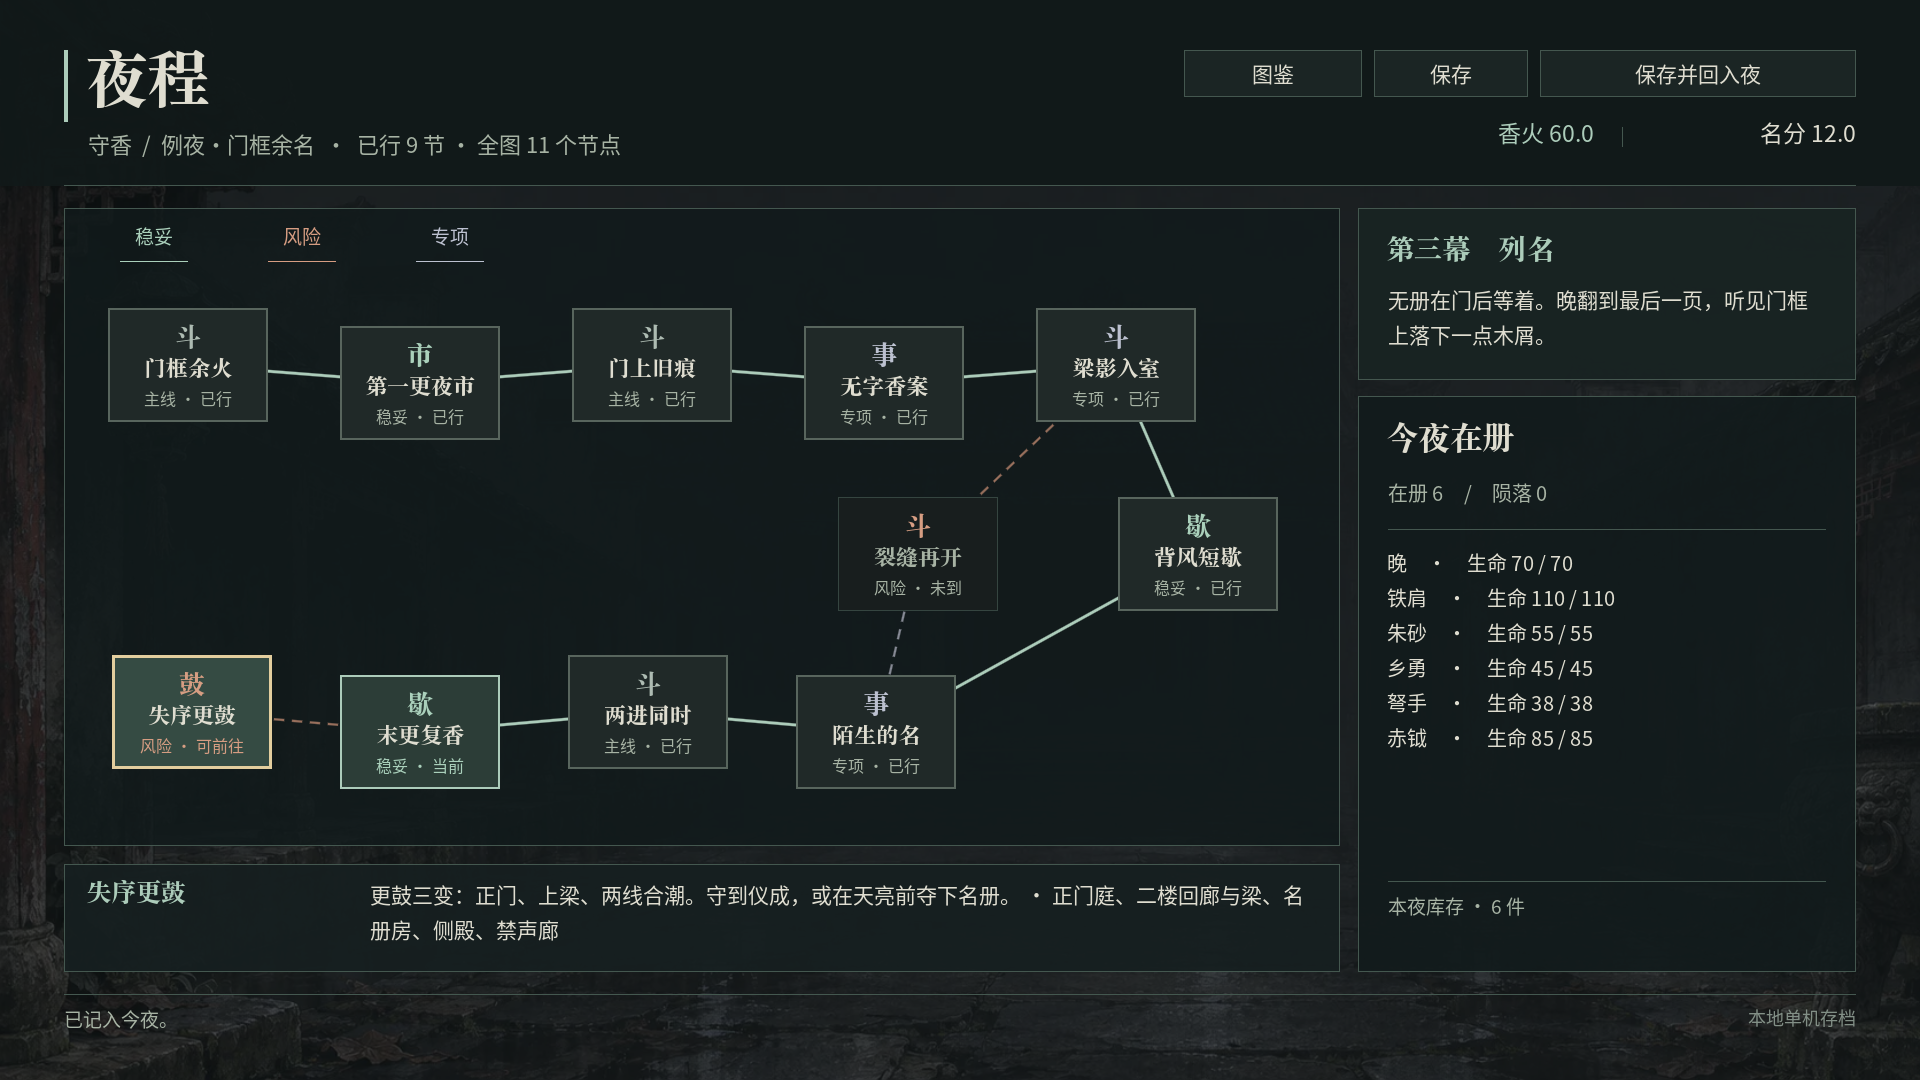 夜程
图鉴
保存
保存并回入夜
守香 / 例夜·门框余名 · 已行 9 节 · 全图 11 个节点
香火 60.0
名分 12.0
稳妥
风险
专项
斗
门框余火
主线 · 已行
市
第一更夜市
稳妥 · 已行
斗
门上旧痕
主线 · 已行
事
无字香案
专项 · 已行
斗
梁影入室
专项 · 已行
斗
裂缝再开
风险 · 未到
歇
背风短歇
稳妥 · 已行
鼓
失序更鼓
风险 · 可前往
歇
末更复香
稳妥 · 当前
斗
两进同时
主线 · 已行
事
陌生的名
专项 · 已行
失序更鼓
更鼓三变：正门、上梁、两线合潮。守到仪成，或在天亮前夺下名册。 · 正门庭、二楼回廊与梁、名
册房、侧殿、禁声廊
第三幕 列名
无册在门后等着。晚翻到最后一页，听见门框
上落下一点木屑。
今夜在册
在册 6 / 陨落 0
晚 · 生命 70 / 70
铁肩 · 生命 110 / 110
朱砂 · 生命 55 / 55
乡勇 · 生命 45 / 45
弩手 · 生命 38 / 38
赤钺 · 生命 85 / 85
本夜库存 · 6 件
已记入今夜。
本地单机存档